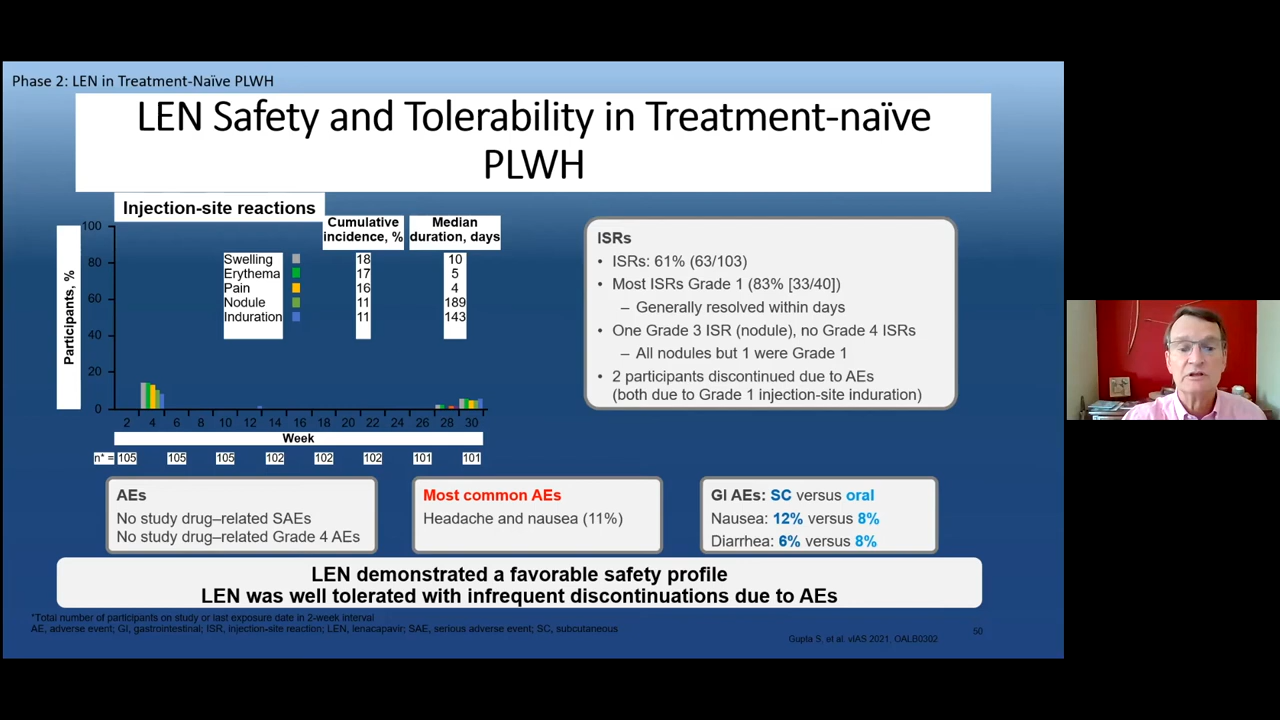 Phase 2: LEN in Treatment-Naïve PLWH
LEN Safety and Tolerability in Treatment-naïve
PLWH
Injection-site reactions
Cumulative
incidence, %
Median
duration, days
Swelling 18 10
Erythema 17 5
Pain 16 4
Nodule 11 189
Induration 11 143
Participants, %
100
80
60
40
20
0
2 4 6 8 10 12 14 16 18 20 22 24 26 28 30
Week
n* = 105 105 105 102 102 102 101 101
ISRs
• ISRs: 61% (63/103)
• Most ISRs Grade 1 (83% [33/40])
– Generally resolved within days
• One Grade 3 ISR (nodule), no Grade 4 ISRs
– All nodules but 1 were Grade 1
• 2 participants discontinued due to AEs
(both due to Grade 1 injection-site induration)
AEs
No study drug–related SAEs
No study drug–related Grade 4 AEs
Most common AEs
Headache and nausea (11%)
GI AEs: SC versus oral
Nausea: 12% versus 8%
Diarrhea: 6% versus 8%
LEN demonstrated a favorable safety profile
LEN was well tolerated with infrequent discontinuations due to AEs
*Total number of participants on study or last exposure date in 2-week interval
AE, adverse event; GI, gastrointestinal; ISR, injection-site reaction; LEN, lenacapavir; SAE, serious adverse event; SC, subcutaneous
Gupta S, et al. vIAS 2021, OALB0302
50